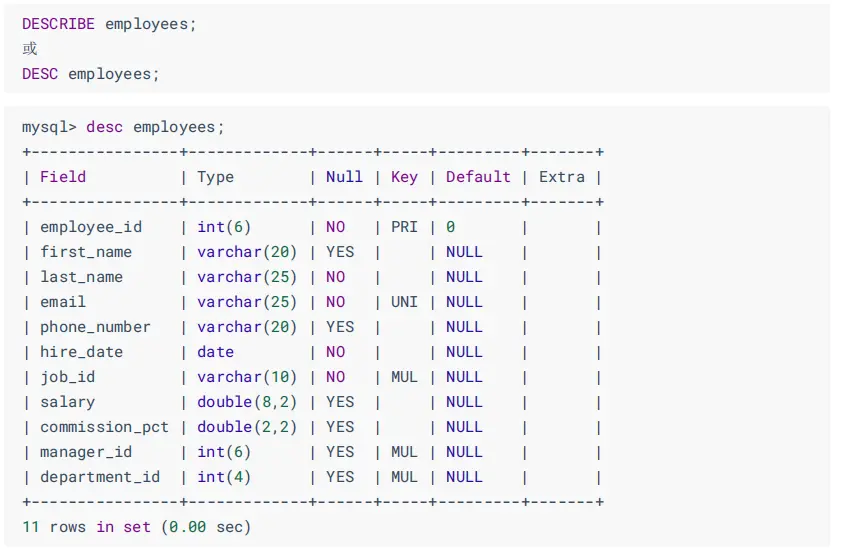 DESCRIBE employees;
或
DESC employees;
mysql> desc employees;
+----------------+-------------+------+-----+---------+-------+
| Field          | Type        | Null | Key | Default | Extra |
+----------------+-------------+------+-----+---------+-------+
| employee_id    | int(6)      | NO   | PRI | 0       |       |
| first_name     | varchar(20) | YES  |     | NULL    |       |
| last_name      | varchar(25) | NO   |     | NULL    |       |
| email          | varchar(25) | NO   | UNI | NULL    |       |
| phone_number   | varchar(20) | YES  |     | NULL    |       |
| hire_date      | date        | NO   |     | NULL    |       |
| job_id         | varchar(10) | NO   | MUL | NULL    |       |
| salary         | double(8,2) | YES  |     | NULL    |       |
| commission_pct | double(2,2) | YES  |     | NULL    |       |
| manager_id     | int(6)      | YES  | MUL | NULL    |       |
| department_id  | int(4)      | YES  | MUL | NULL    |       |
+----------------+-------------+------+-----+---------+-------+
11 rows in set (0.00 sec)